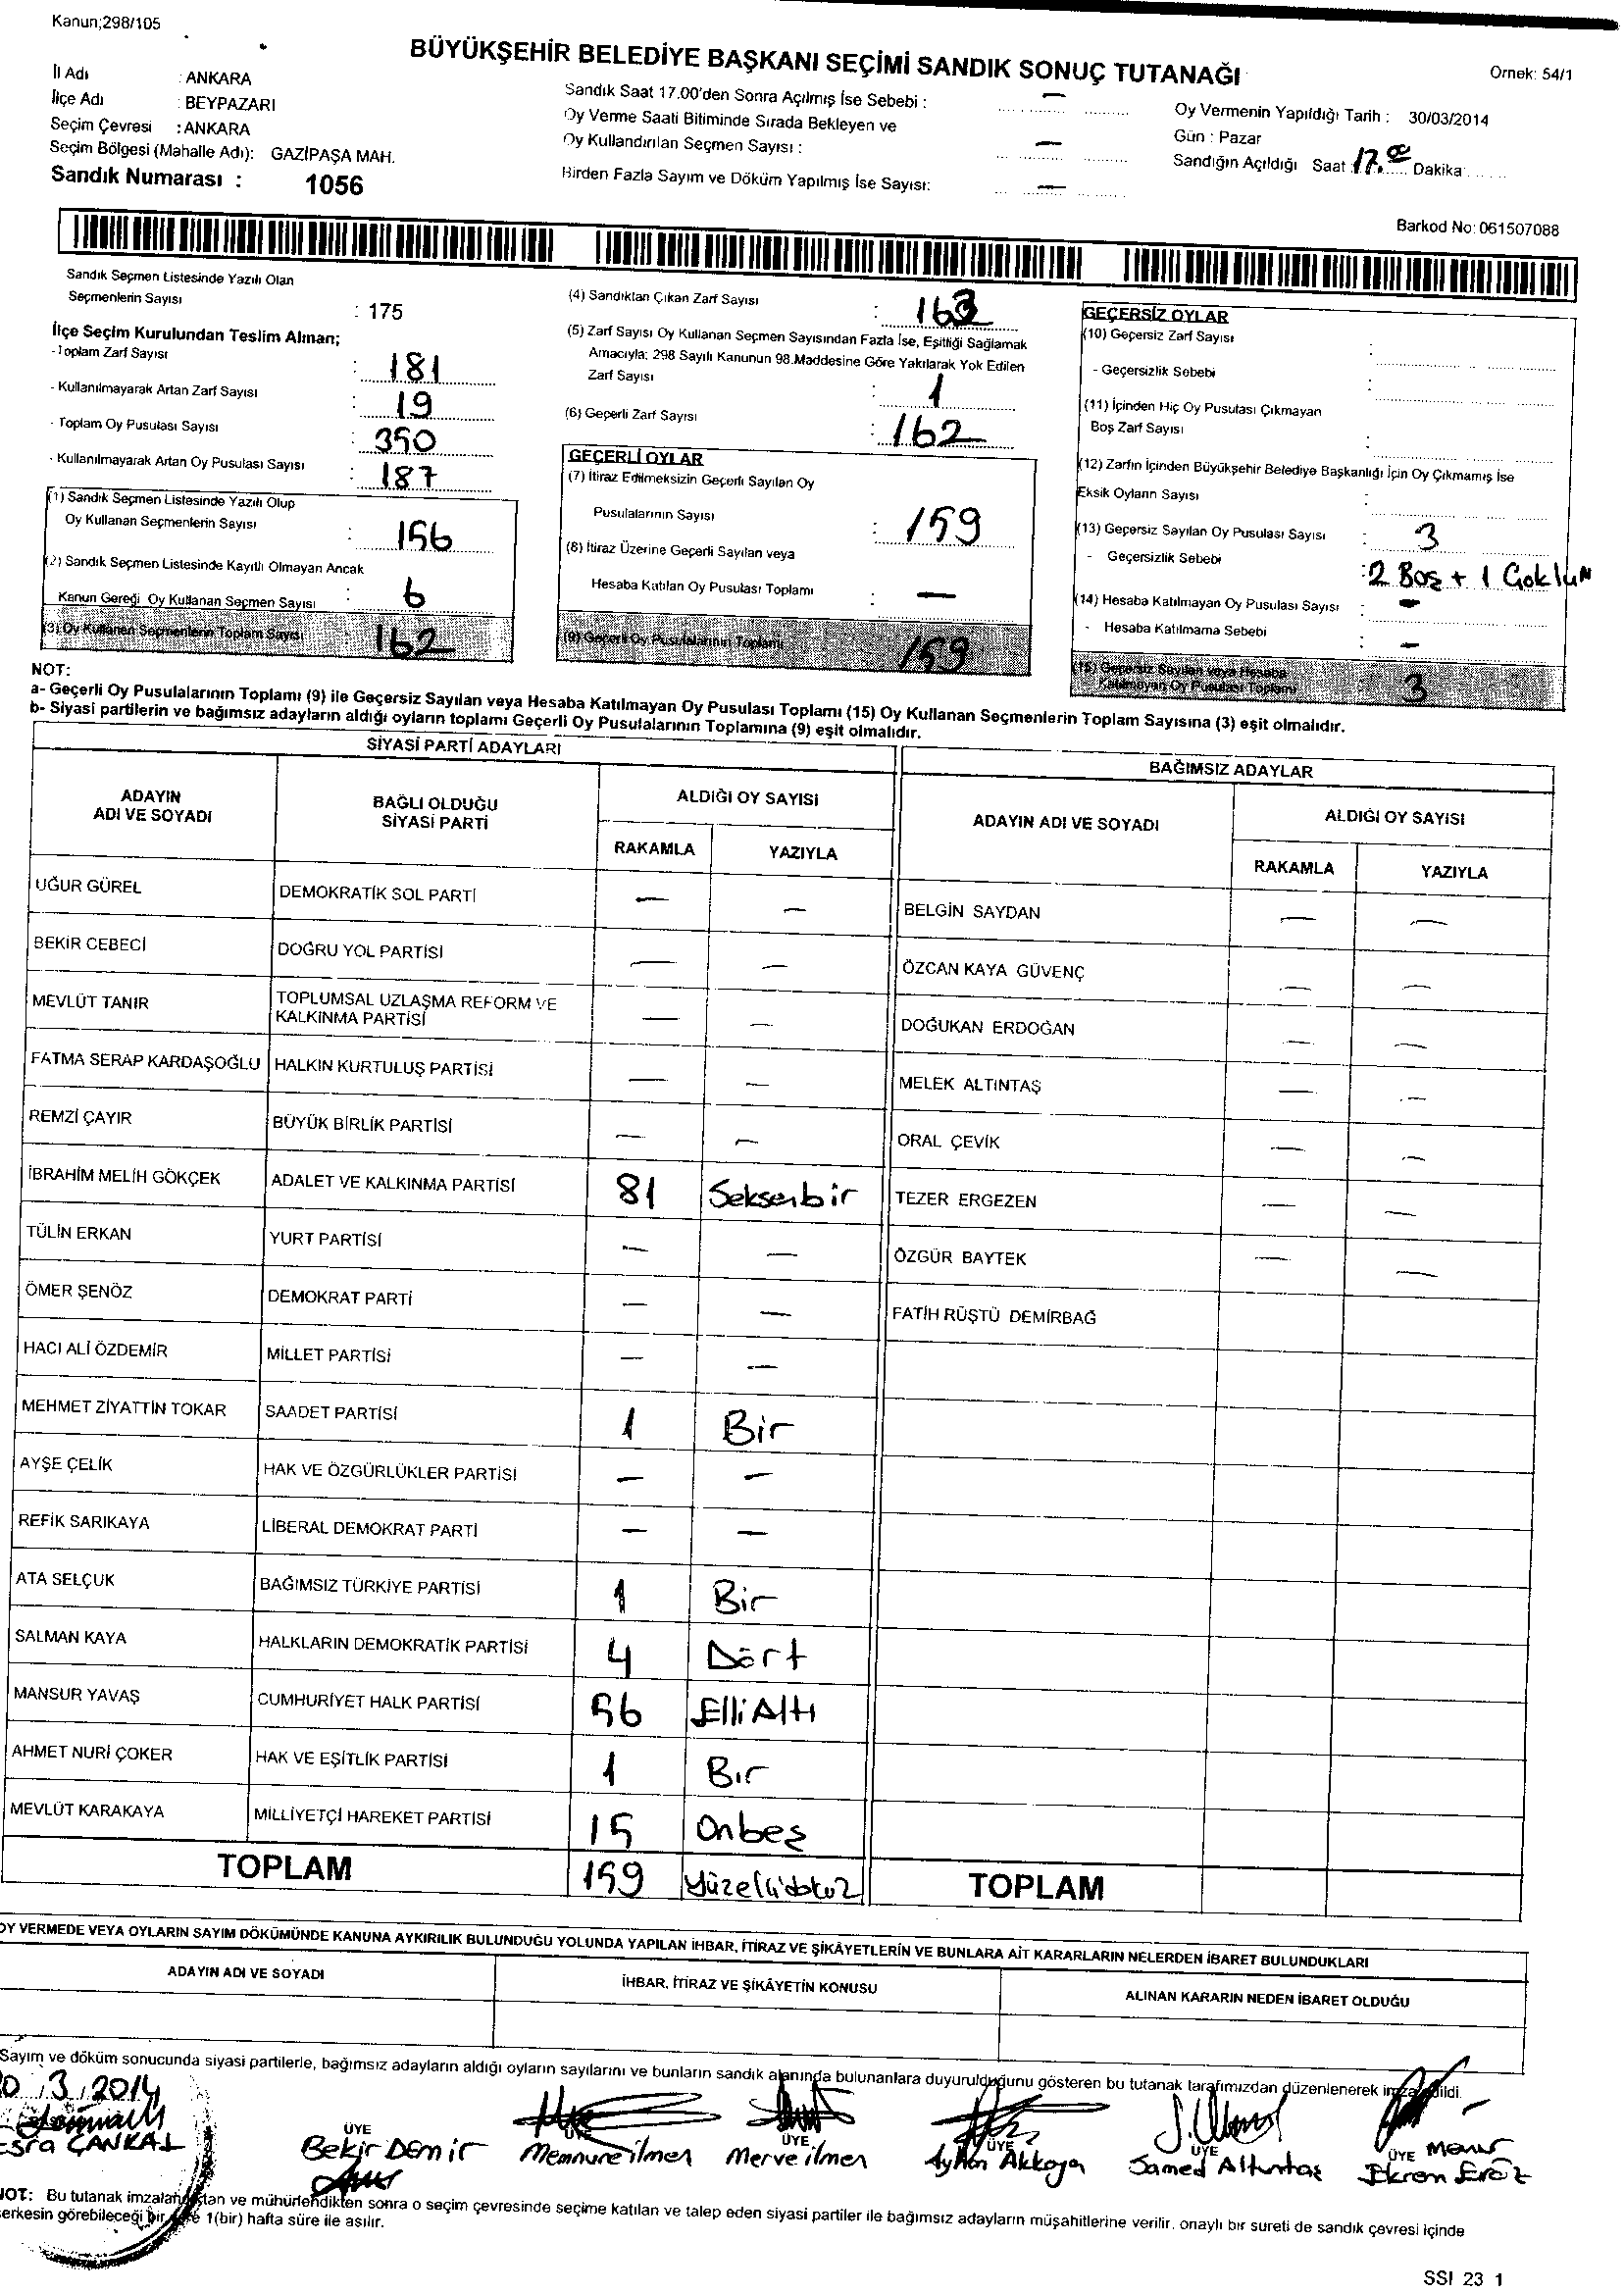 Kanun;298/105
BÜYÜKŞEHİR BELEDİYE BAŞKANI SEÇİMİ SANDIK SONUÇ TUTANAĞI
Örnek: 54/1
İl Adı : ANKARA
İlçe Adı : BEYPAZARI
Seçim Çevresi : ANKARA
Seçim Bölgesi (Mahalle Adı): GAZİPAŞA MAH.
Sandık Numarası : 1056
Sandık Saat 17.00'den Sonra Açılmış İse Sebebi : —
Oy Verme Saati Bitiminde Sırada Bekleyen ve
Oy Kullandırılan Seçmen Sayısı : —
Birden Fazla Sayım ve Döküm Yapılmış İse Sayısı: —
Oy Vermenin Yapıldığı Tarih : 30/03/2014
Gün : Pazar
Sandığın Açıldığı Saat 17.00 Dakika
Barkod No: 061507088
Sandık Seçmen Listesinde Yazılı Olan
Seçmenlerin Sayısı : 175
İlçe Seçim Kurulundan Teslim Alınan;
- Toplam Zarf Sayısı : 181
- Kullanılmayarak Artan Zarf Sayısı : 19
- Toplam Oy Pusulası Sayısı : 350
- Kullanılmayarak Artan Oy Pusulası Sayısı : 187
(1) Sandık Seçmen Listesinde Yazılı Olup
Oy Kullanan Seçmenlerin Sayısı : 156
(2) Sandık Seçmen Listesinde Kayıtlı Olmayan Ancak
Kanun Gereği Oy Kullanan Seçmen Sayısı : 6
(3) Oy Kullanan Seçmenlerin Toplam Sayısı : 162
(4) Sandıktan Çıkan Zarf Sayısı : 163
(5) Zarf Sayısı Oy Kullanan Seçmen Sayısından Fazla İse, Eşitliği Sağlamak
Amacıyla; 298 Sayılı Kanunun 98.Maddesine Göre Yakılarak Yok Edilen
Zarf Sayısı : 1
(6) Geçerli Zarf Sayısı : 162
GEÇERLİ OYLAR
(7) İtiraz Edilmeksizin Geçerli Sayılan Oy
Pusulalarının Sayısı : 159
(8) İtiraz Üzerine Geçerli Sayılan veya
Hesaba Katılan Oy Pusulası Toplamı : —
(9) Geçerli Oy Pusulalarının Toplamı 159
GEÇERSİZ OYLAR
(10) Geçersiz Zarf Sayısı :
- Geçersizlik Sebebi :
(11) İçinden Hiç Oy Pusulası Çıkmayan
Boş Zarf Sayısı :
(12) Zarfın İçinden Büyükşehir Belediye Başkanlığı İçin Oy Çıkmamış İse
Eksik Oyların Sayısı :
(13) Geçersiz Sayılan Oy Pusulası Sayısı : 3
- Geçersizlik Sebebi : 2 Boş + 1
(14) Hesaba Katılmayan Oy Pusulası Sayısı : —
- Hesaba Katılmama Sebebi : —
(15) Geçersiz Sayılan veya Hesaba
Katılmayan Oy Pusulası Toplamı 3
NOT:
a- Geçerli Oy Pusulalarının Toplamı (9) ile Geçersiz Sayılan veya Hesaba Katılmayan Oy Pusulası Toplamı (15) Oy Kullanan Seçmenlerin Toplam Sayısına (3) eşit olmalıdır.
b- Siyasi partilerin ve bağımsız adayların aldığı oyların toplamı Geçerli Oy Pusulalarının Toplamına (9) eşit olmalıdır.
SİYASİ PARTİ ADAYLARI
ADAYIN ADI VE SOYADI
BAĞLI OLDUĞU SİYASİ PARTİ
ALDIĞI OY SAYISI
RAKAMLA YAZIYLA
UĞUR GÜREL DEMOKRATİK SOL PARTİ — —
BEKİR CEBECİ DOĞRU YOL PARTİSİ — —
MEVLÜT TANIR TOPLUMSAL UZLAŞMA REFORM VE KALKINMA PARTİSİ — —
FATMA SERAP KARDAŞOĞLU HALKIN KURTULUŞ PARTİSİ — —
REMZİ ÇAYIR BÜYÜK BİRLİK PARTİSİ — —
İBRAHİM MELİH GÖKÇEK ADALET VE KALKINMA PARTİSİ 81 Seksenbir
TÜLİN ERKAN YURT PARTİSİ — —
ÖMER ŞENÖZ DEMOKRAT PARTİ — —
HACI ALİ ÖZDEMİR MİLLET PARTİSİ — —
MEHMET ZİYATTİN TOKAR SAADET PARTİSİ 1 Bir
AYŞE ÇELİK HAK VE ÖZGÜRLÜKLER PARTİSİ — —
REFİK SARIKAYA LİBERAL DEMOKRAT PARTİ — —
ATA SELÇUK BAĞIMSIZ TÜRKİYE PARTİSİ 1 Bir
SALMAN KAYA HALKLARIN DEMOKRATİK PARTİSİ 4 Dört
MANSUR YAVAŞ CUMHURİYET HALK PARTİSİ 56 ElliAltı
AHMET NURİ ÇOKER HAK VE EŞİTLİK PARTİSİ 1 Bir
MEVLÜT KARAKAYA MİLLİYETÇİ HAREKET PARTİSİ 15 Onbeş
TOPLAM 159 Yüzellidokuz
BAĞIMSIZ ADAYLAR
ADAYIN ADI VE SOYADI
ALDIĞI OY SAYISI
RAKAMLA YAZIYLA
BELGİN SAYDAN — —
ÖZCAN KAYA GÜVENÇ — —
DOĞUKAN ERDOĞAN — —
MELEK ALTINTAŞ — —
ORAL ÇEVİK — —
TEZER ERGEZEN — —
ÖZGÜR BAYTEK — —
FATİH RÜŞTÜ DEMİRBAĞ
TOPLAM
OY VERMEDE VEYA OYLARIN SAYIM DÖKÜMÜNDE KANUNA AYKIRILIK BULUNDUĞU YOLUNDA YAPILAN İHBAR, İTİRAZ VE ŞİKÂYETLERİN VE BUNLARA AİT KARARLARIN NELERDEN İBARET BULUNDUKLARI
ADAYIN ADI VE SOYADI
İHBAR, İTİRAZ VE ŞİKÂYETİN KONUSU
ALINAN KARARIN NEDEN İBARET OLDUĞU
Sayım ve döküm sonucunda siyasi partilerle, bağımsız adayların aldığı oyların sayılarını ve bunların sandık alanında bulunanlara duyurulduğunu gösteren bu tutanak tarafımızdan düzenlenerek imzalanıldi.
0.3.2014
ÜYE ÜYE ÜYE ÜYE ÜYE ÜYE
Esra ÇANKAL Bekir Demir Memnune ilmen Merve ilmen Ayhan Akkaya Samed Altuntaş Ekrem Eröz
NOT: Bu tutanak imzalandıktan ve mühürlendikten sonra o seçim çevresinde seçime katılan ve talep eden siyasi partiler ile bağımsız adayların müşahitlerine verilir, onaylı bir sureti de sandık çevresi içinde
erkesin görebileceği bir yere 1(bir) hafta süre ile asılır.
SSI 23 1